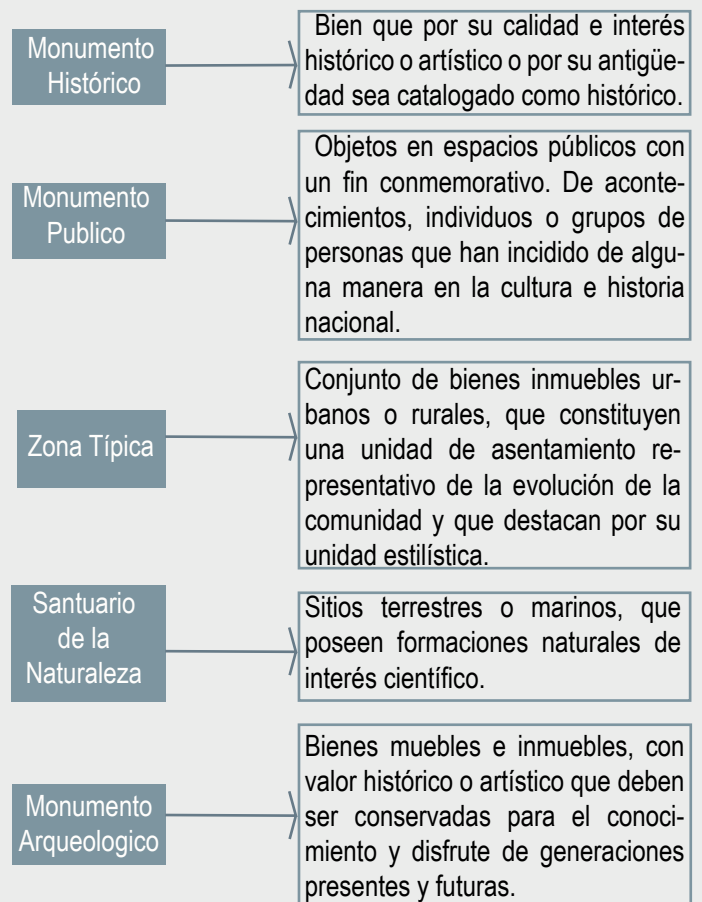 Monumento
Histórico
Bien que por su calidad e interés
histórico o artístico o por su antigüe-
dad sea catalogado como histórico.
Monumento
Publico
Objetos en espacios públicos con
un fin conmemorativo. De aconte-
cimientos, individuos o grupos de
personas que han incidido de algu-
na manera en la cultura e historia
nacional.
Zona Típica
Conjunto de bienes inmuebles ur-
banos o rurales, que constituyen
una unidad de asentamiento re-
presentativo de la evolución de la
comunidad y que destacan por su
unidad estilística.
Santuario
de la
Naturaleza
Sitios terrestres o marinos, que
poseen formaciones naturales de
interés científico.
Monumento
Arqueologico
Bienes muebles e inmuebles, con
valor histórico o artístico que deben
ser conservadas para el conoci-
miento y disfrute de generaciones
presentes y futuras.